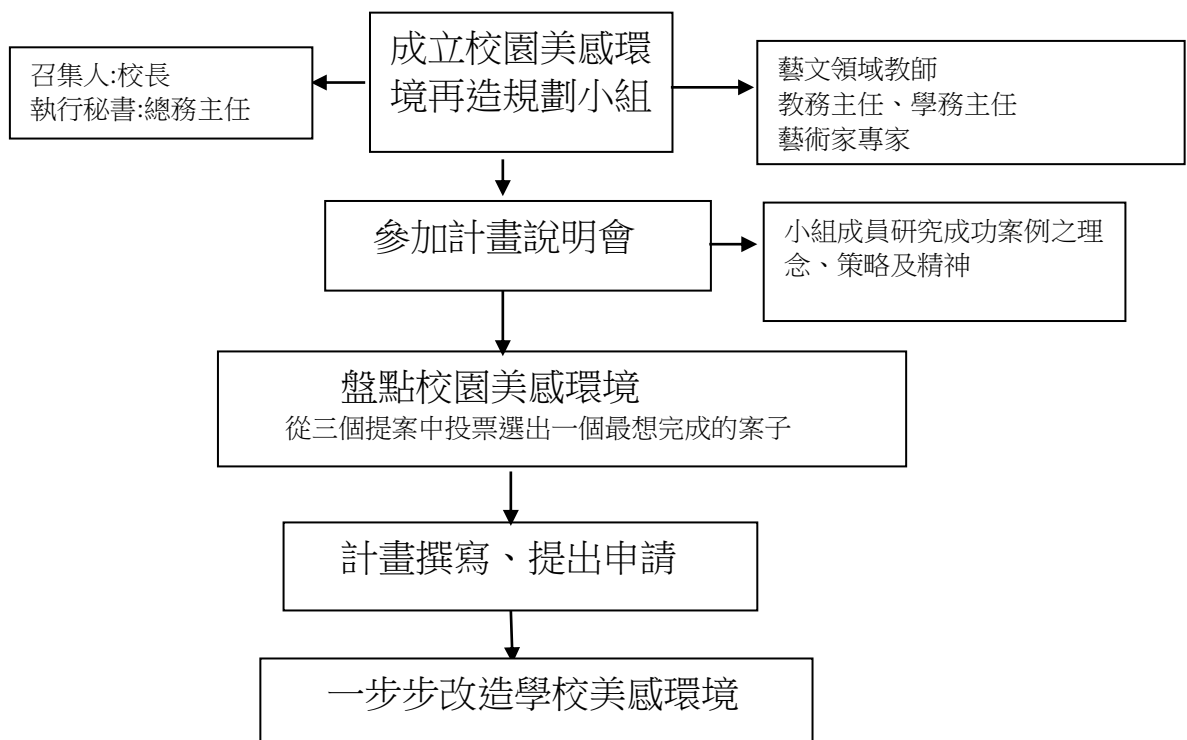 成立校園美感環
境再造規劃小組
召集人:校長
執行秘書:總務主任
藝文領域教師
教務主任、學務主任
藝術家專家
參加計畫說明會
小組成員研究成功案例之理
念、策略及精神
盤點校園美感環境
從三個提案中投票選出一個最想完成的案子
計畫撰寫、提出申請
一步步改造學校美感環境